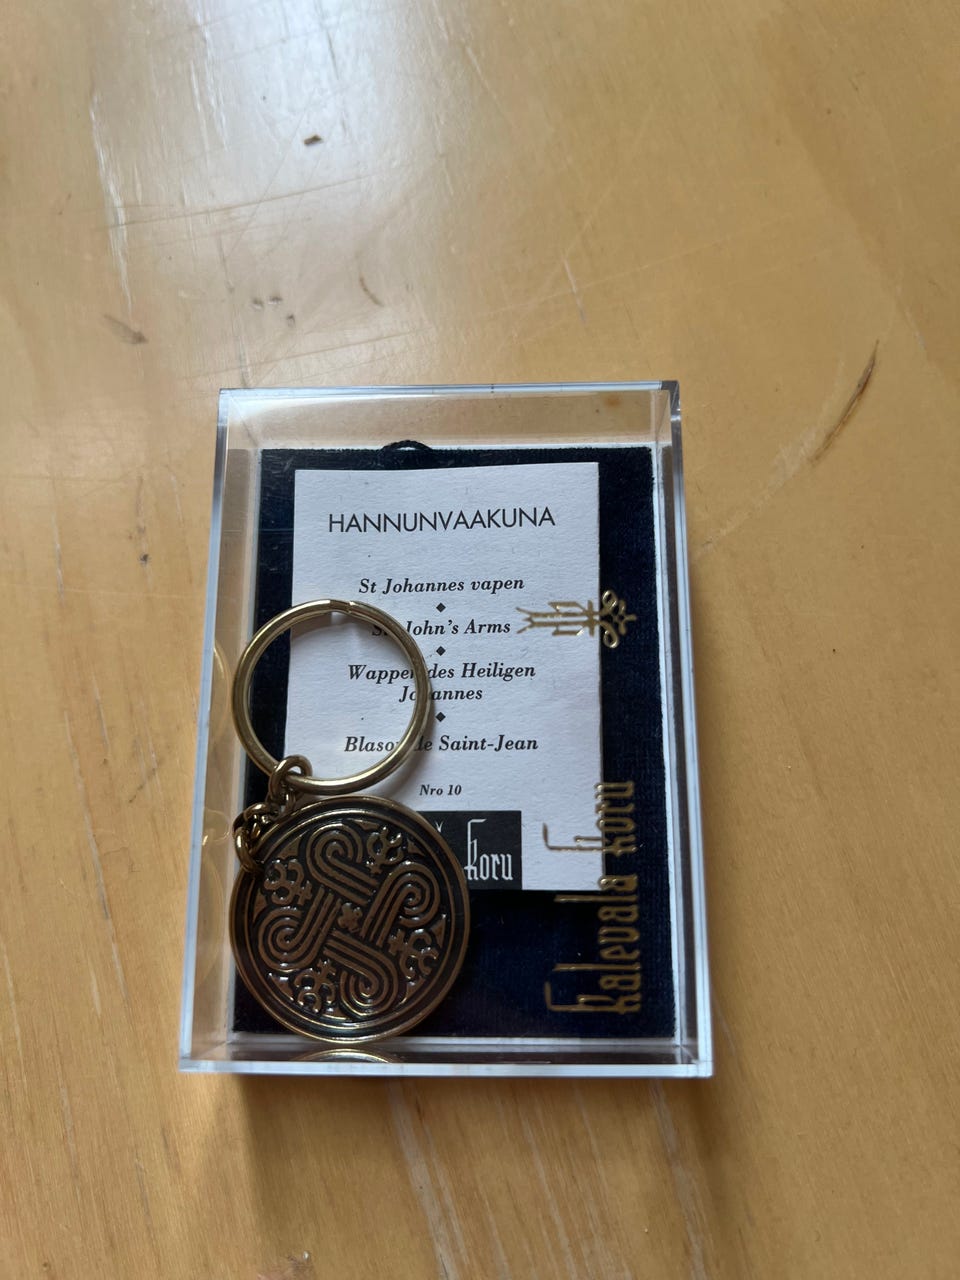 HANNUNVAAKUNA
St Johannes vapen
St. John's Arms
Wappen des Heiligen
Johannes
Blason de Saint-Jean
Nro 10
Koru
Kalevala Koru